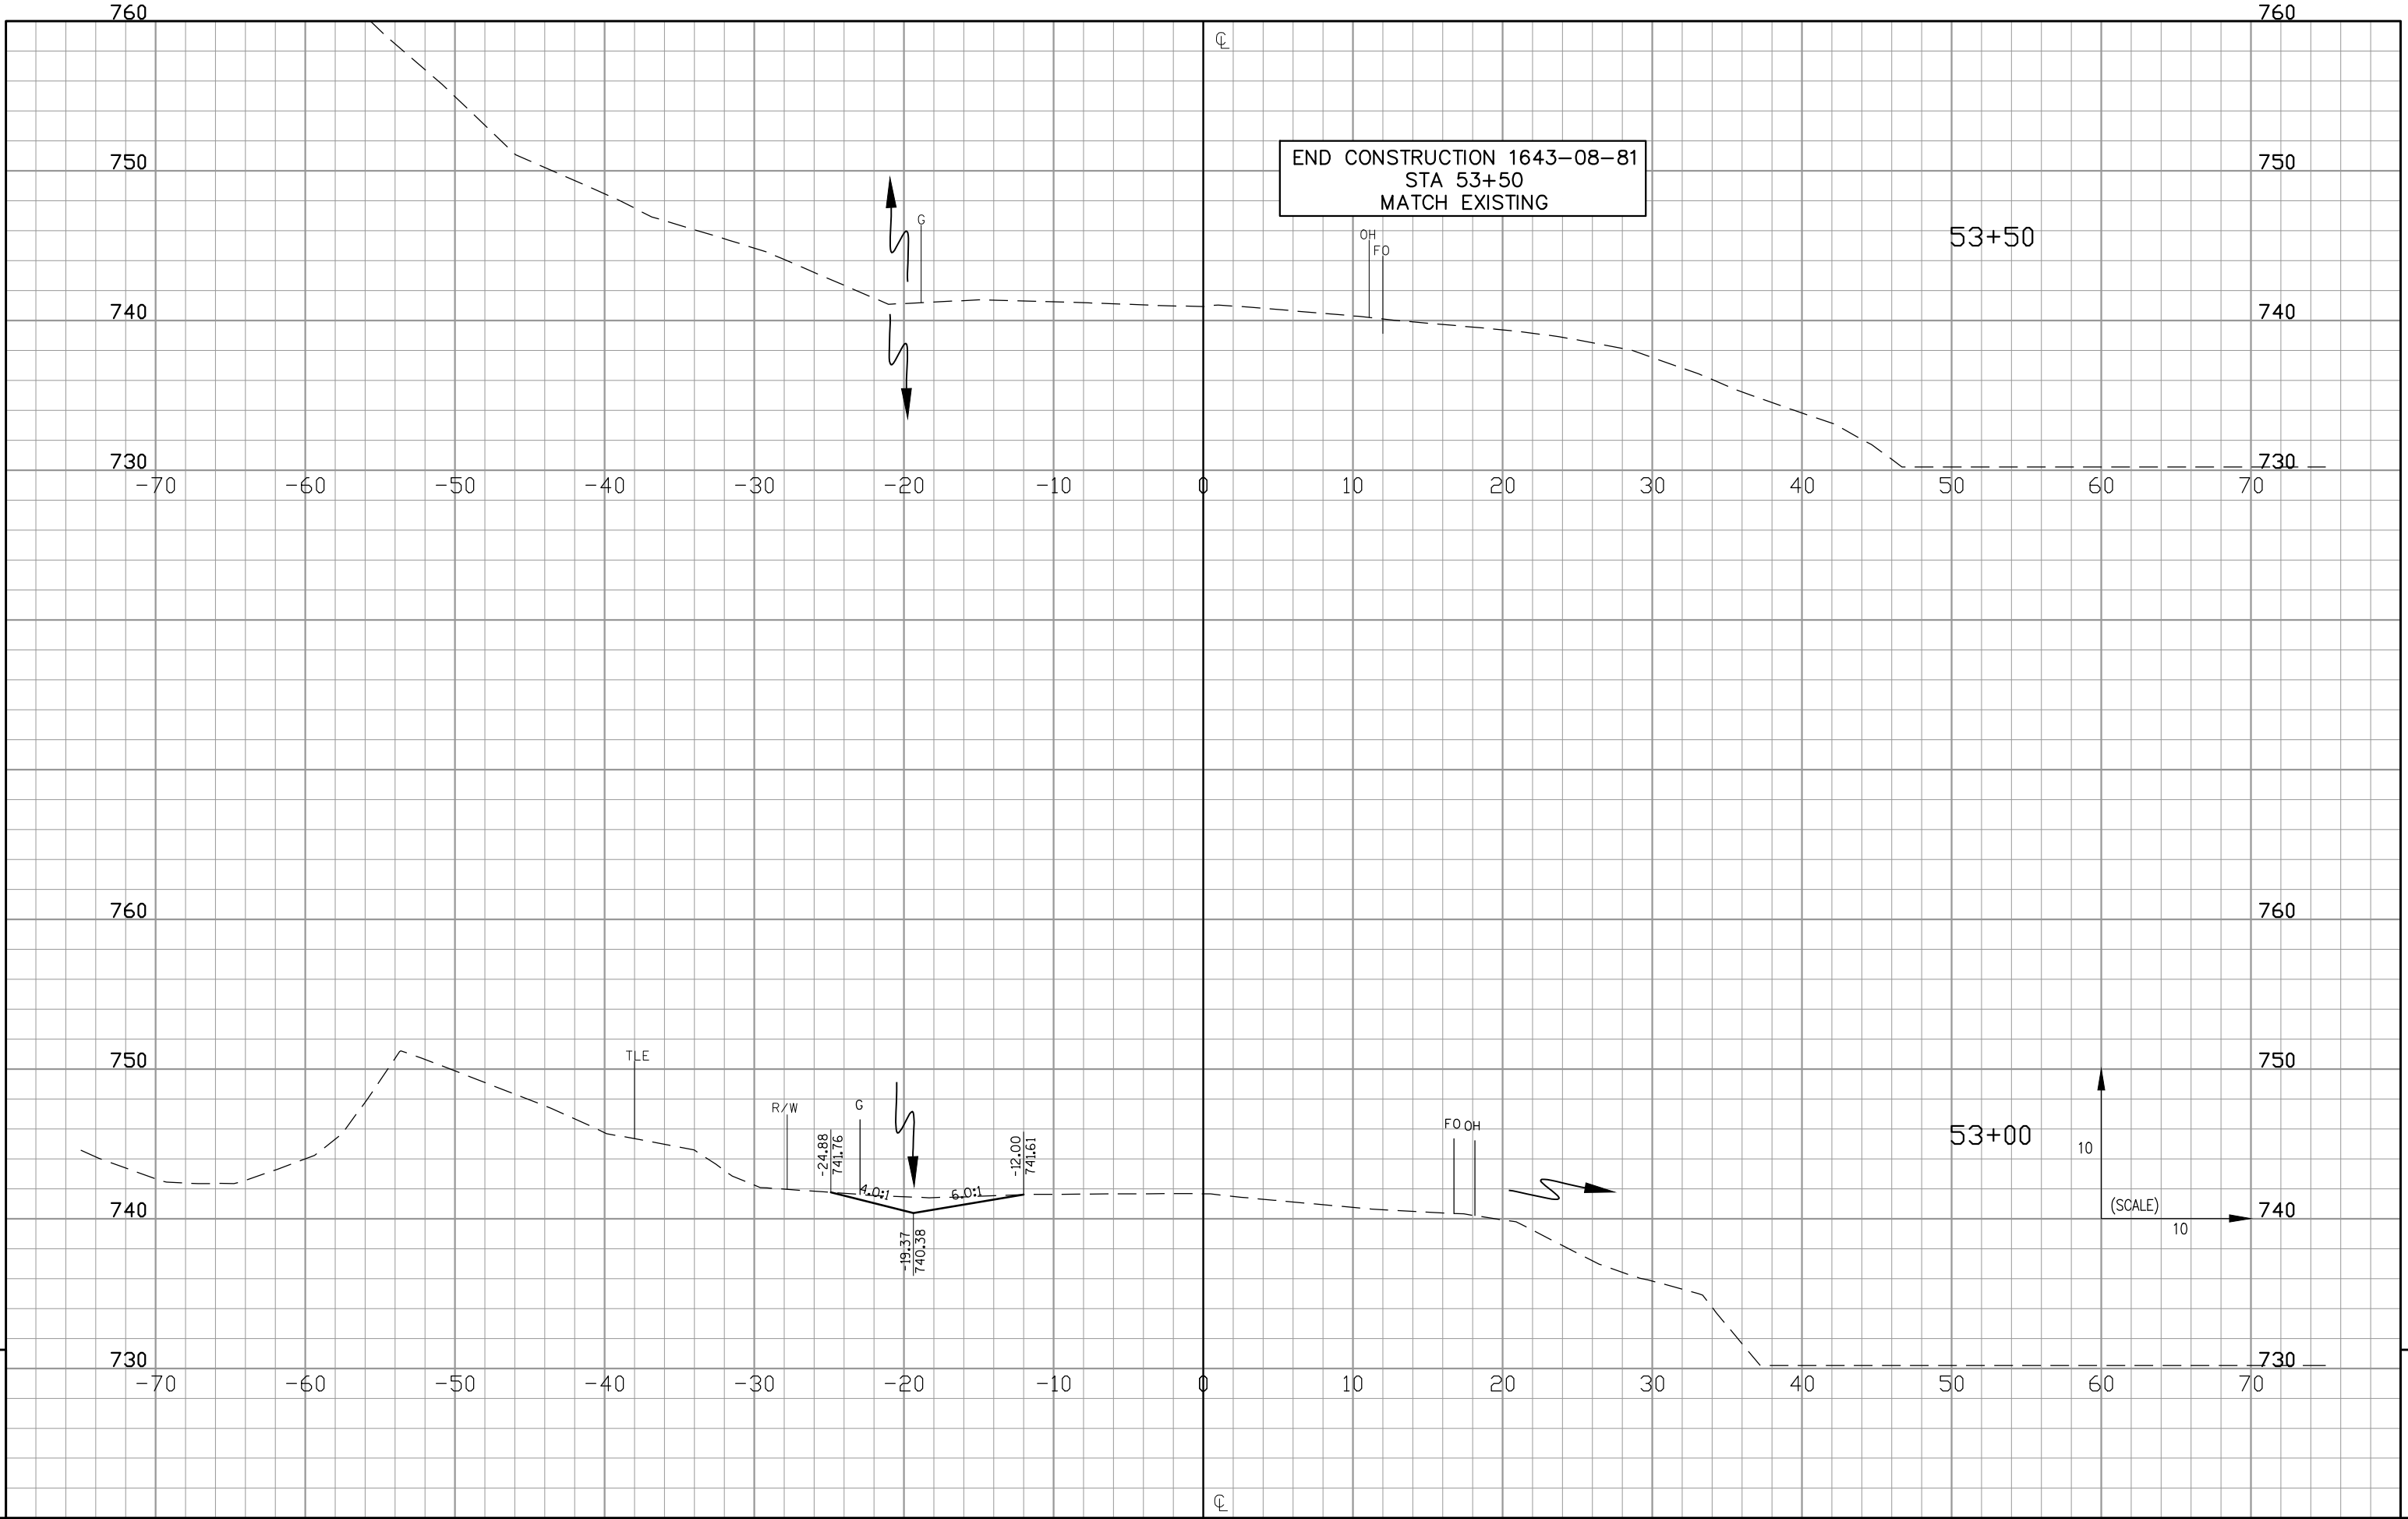 760 760
℄
750 750
END CONSTRUCTION 1643-08-81
STA 53+50
MATCH EXISTING
G
OH
FO
53+50
740 740
730 730
-70 -60 -50 -40 -30 -20 -10 0 10 20 30 40 50 60 70
760 760
750 750
TLE
R/W
G
-24.88
741.76
4.0:1
6.0:1
-12.00
741.61
FO OH
53+00
10
(SCALE)
10
740 740
-19.37
740.38
730 730
-70 -60 -50 -40 -30 -20 -10 0 10 20 30 40 50 60 70
℄